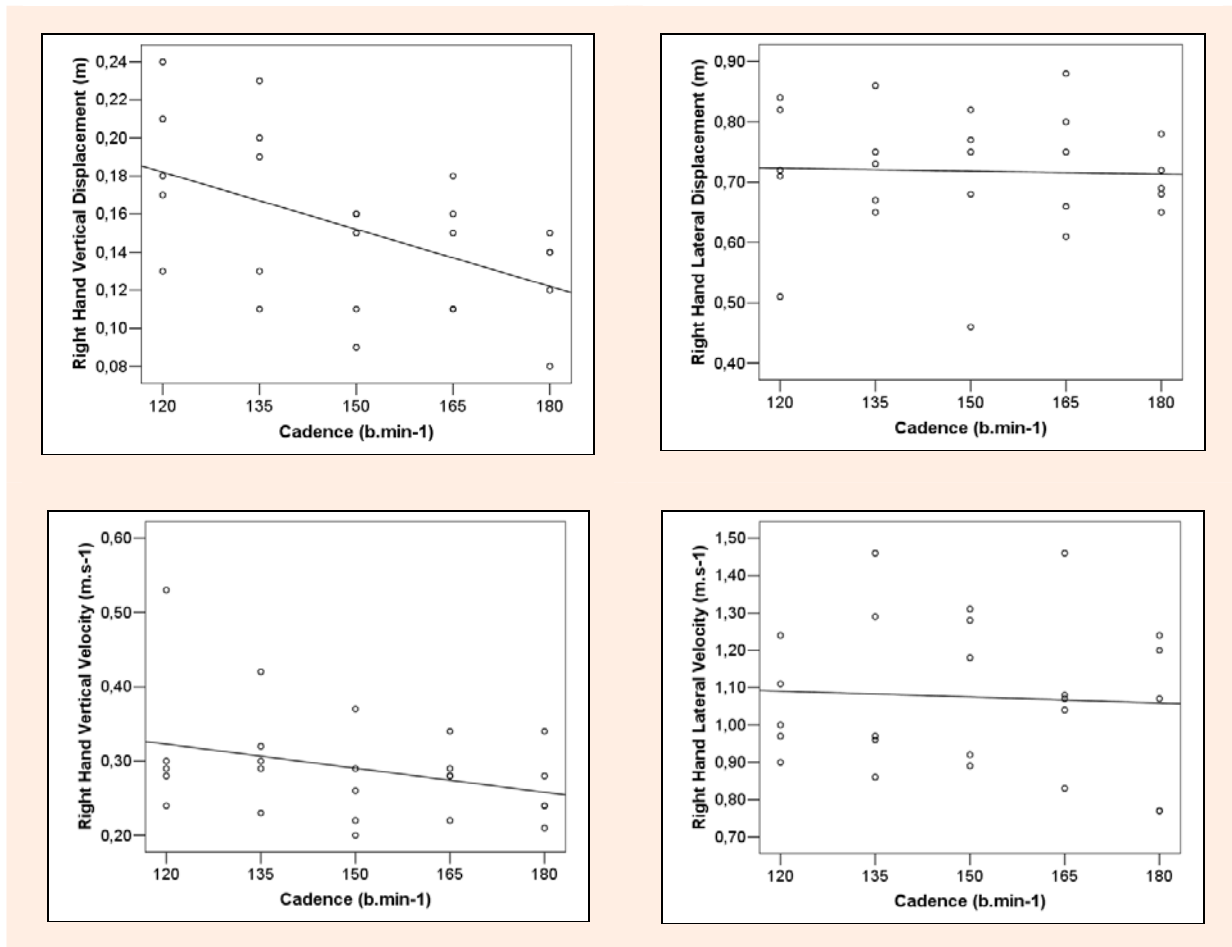 Right Hand Vertical Displacement (m)
0,24
0,22
0,20
0,18
0,16
0,14
0,12
0,10
0,08
120 135 150 165 180
Cadence (b.min-1)
Right Hand Lateral Displacement (m)
0,90
0,80
0,70
0,60
0,50
0,40
120 135 150 165 180
Cadence (b.min-1)
Right Hand Vertical Velocity (m.s-1)
0,60
0,50
0,40
0,30
0,20
120 135 150 165 180
Cadence (b.min-1)
Right Hand Lateral Velocity (m.s-1)
1,50
1,40
1,30
1,20
1,10
1,00
0,90
0,80
0,70
120 135 150 165 180
Cadence (b.min-1)